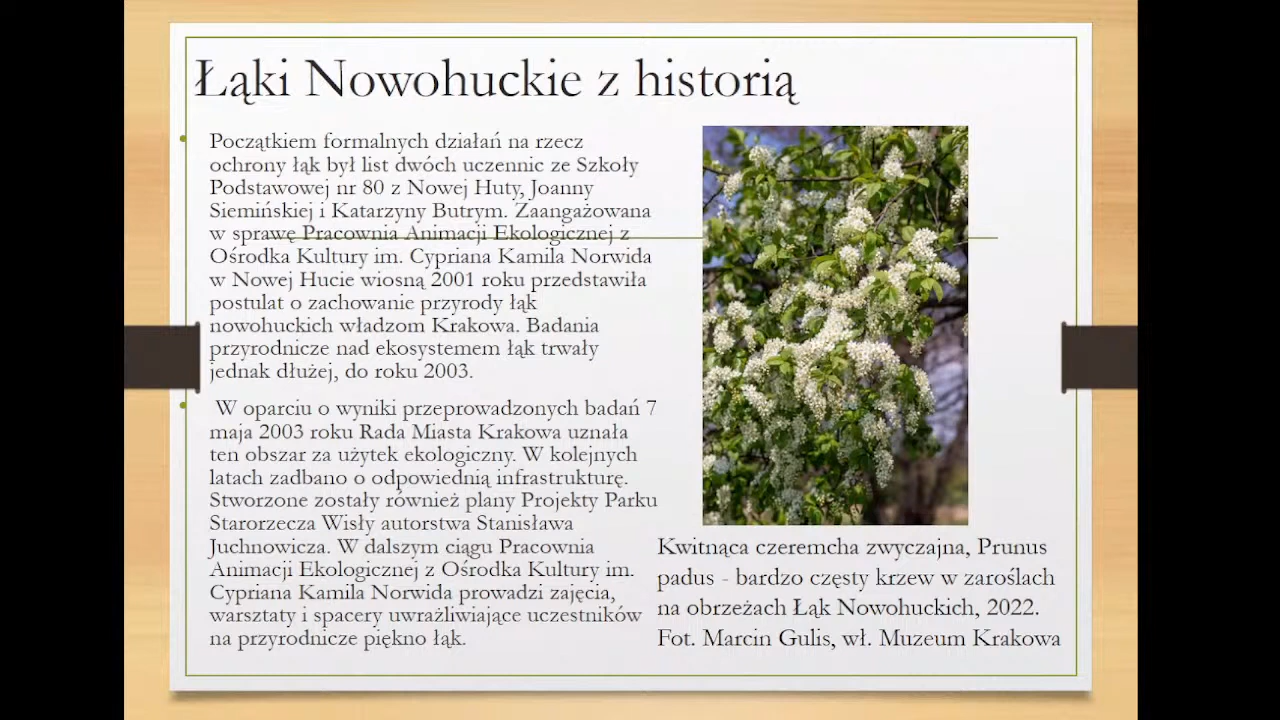 Łąki Nowohuckie z historią
Początkiem formalnych działań na rzecz
ochrony łąk był list dwóch uczennic ze Szkoły
Podstawowej nr 80 z Nowej Huty, Joanny
Siemińskiej i Katarzyny Butrym. Zaangażowana
w sprawę Pracownia Animacji Ekologicznej z
Ośrodka Kultury im. Cypriana Kamila Norwida
w Nowej Hucie wiosną 2001 roku przedstawiła
postulat o zachowanie przyrody łąk
nowohuckich władzom Krakowa. Badania
przyrodnicze nad ekosystemem łąk trwały
jednak dłużej, do roku 2003.
W oparciu o wyniki przeprowadzonych badań 7
maja 2003 roku Rada Miasta Krakowa uznała
ten obszar za użytek ekologiczny. W kolejnych
latach zadbano o odpowiednią infrastrukturę.
Stworzone zostały również plany Projekty Parku
Starorzecza Wisły autorstwa Stanisława
Juchnowicza. W dalszym ciągu Pracownia
Animacji Ekologicznej z Ośrodka Kultury im.
Cypriana Kamila Norwida prowadzi zajęcia,
warsztaty i spacery uwrażliwiające uczestników
na przyrodnicze piękno łąk.
Kwitnąca czeremcha zwyczajna, Prunus
padus - bardzo częsty krzew w zaroślach
na obrzeżach Łąk Nowohuckich, 2022.
Fot. Marcin Gulis, wł. Muzeum Krakowa